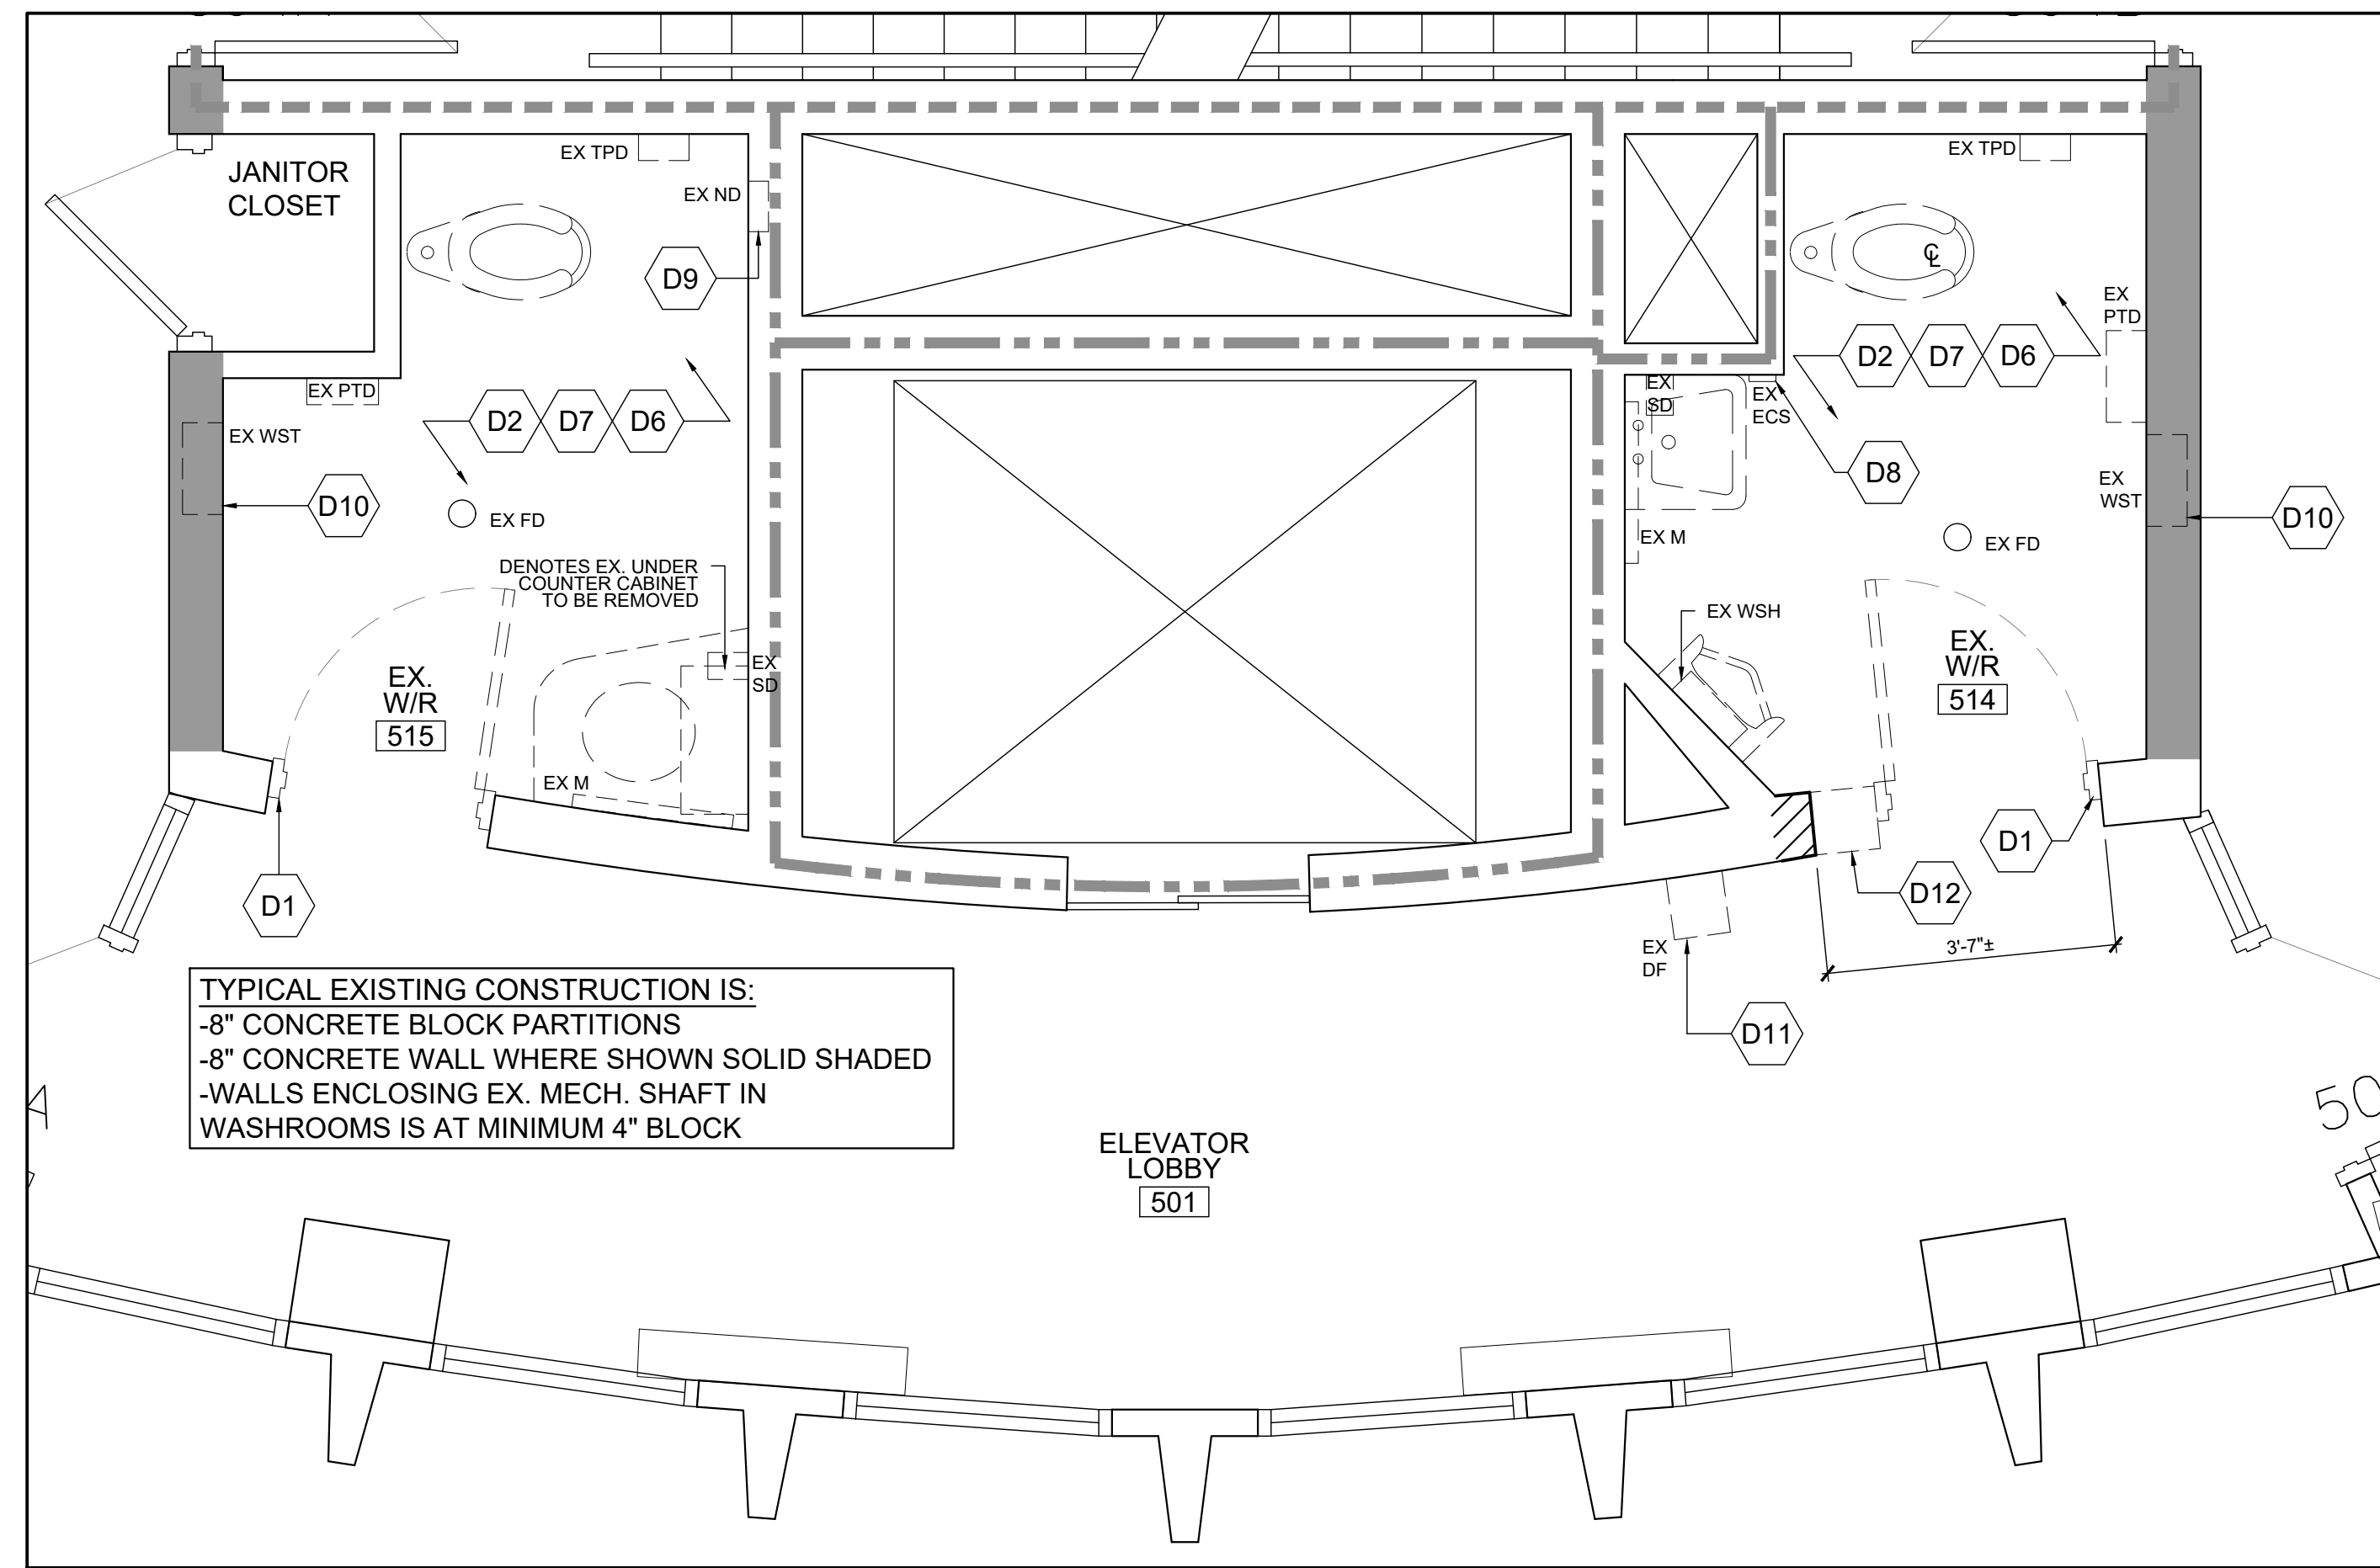 JANITOR
CLOSET
EX TPD
EX ND
D9
EX PTD
EX WST
D2
D7
D6
D10
EX FD
DENOTES EX. UNDER
COUNTER CABINET
TO BE REMOVED
EX
SD
EX.
W/R
515
EX M
D1
EX TPD
℄
EX
PTD
D2
D7
D6
EX
SD
EX
ECS
D8
EX
WST
D10
EX M
EX FD
EX WSH
EX.
W/R
514
D1
D12
3'-7"±
EX
DF
D11
TYPICAL EXISTING CONSTRUCTION IS:
-8" CONCRETE BLOCK PARTITIONS
-8" CONCRETE WALL WHERE SHOWN SOLID SHADED
-WALLS ENCLOSING EX. MECH. SHAFT IN
WASHROOMS IS AT MINIMUM 4" BLOCK
A
50
ELEVATOR
LOBBY
501